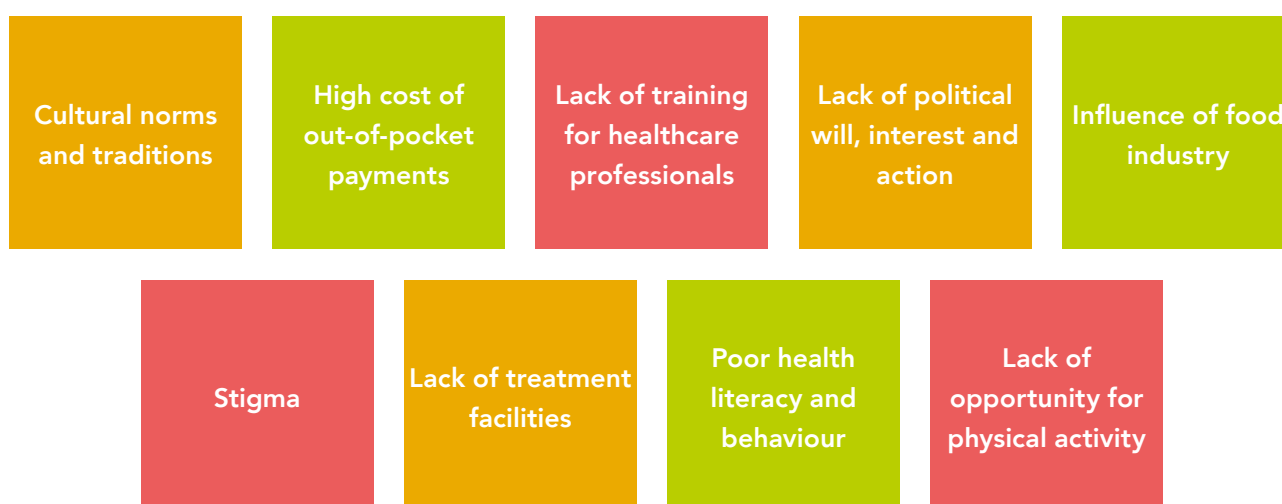 Cultural norms
and traditions
High cost of
out-of-pocket
payments
Lack of training
for healthcare
professionals
Lack of political
will, interest and
action
Influence of food
industry
Stigma
Lack of treatment
facilities
Poor health
literacy and
behaviour
Lack of
opportunity for
physical activity